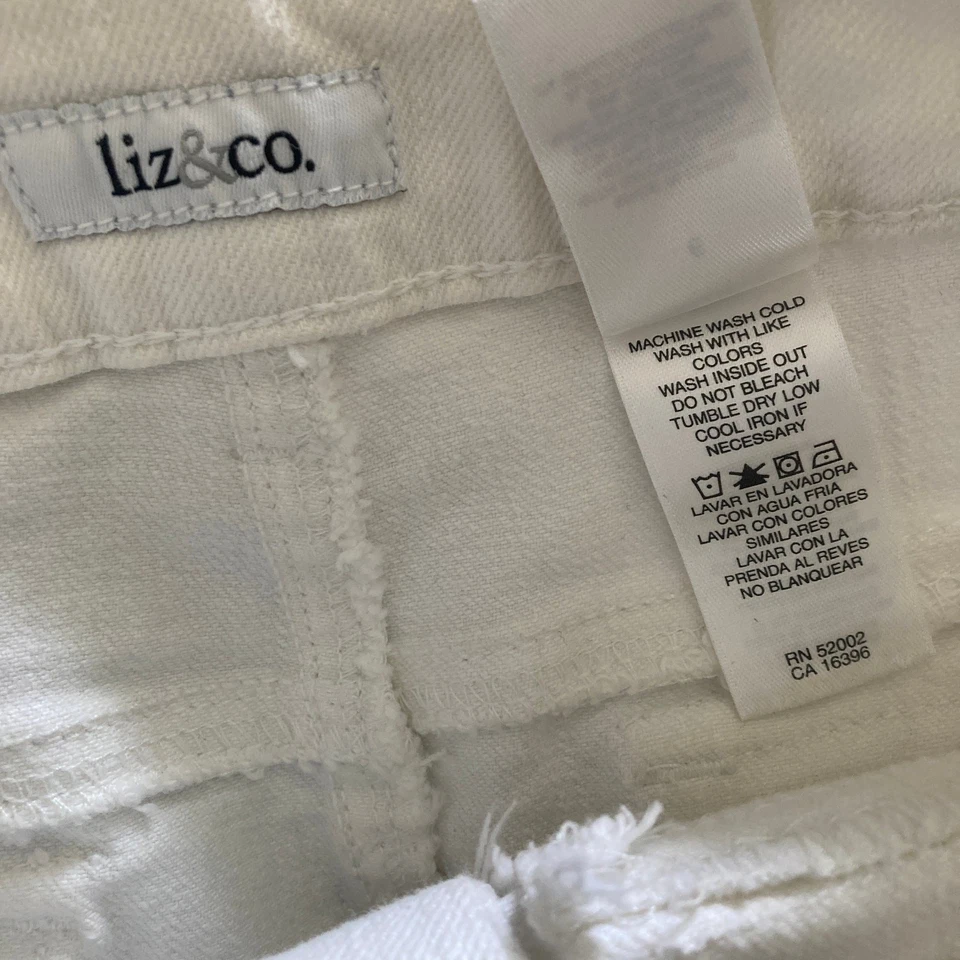 liz&co.
MACHINE WASH COLD
WASH WITH LIKE
COLORS
WASH INSIDE OUT
DO NOT BLEACH
TUMBLE DRY LOW
COOL IRON IF
NECESSARY
LAVAR EN LAVADORA
CON AGUA FRIA
LAVAR CON COLORES
SIMILARES
LAVAR CON LA
PRENDA AL REVES
NO BLANQUEAR
RN 52002
CA 16396